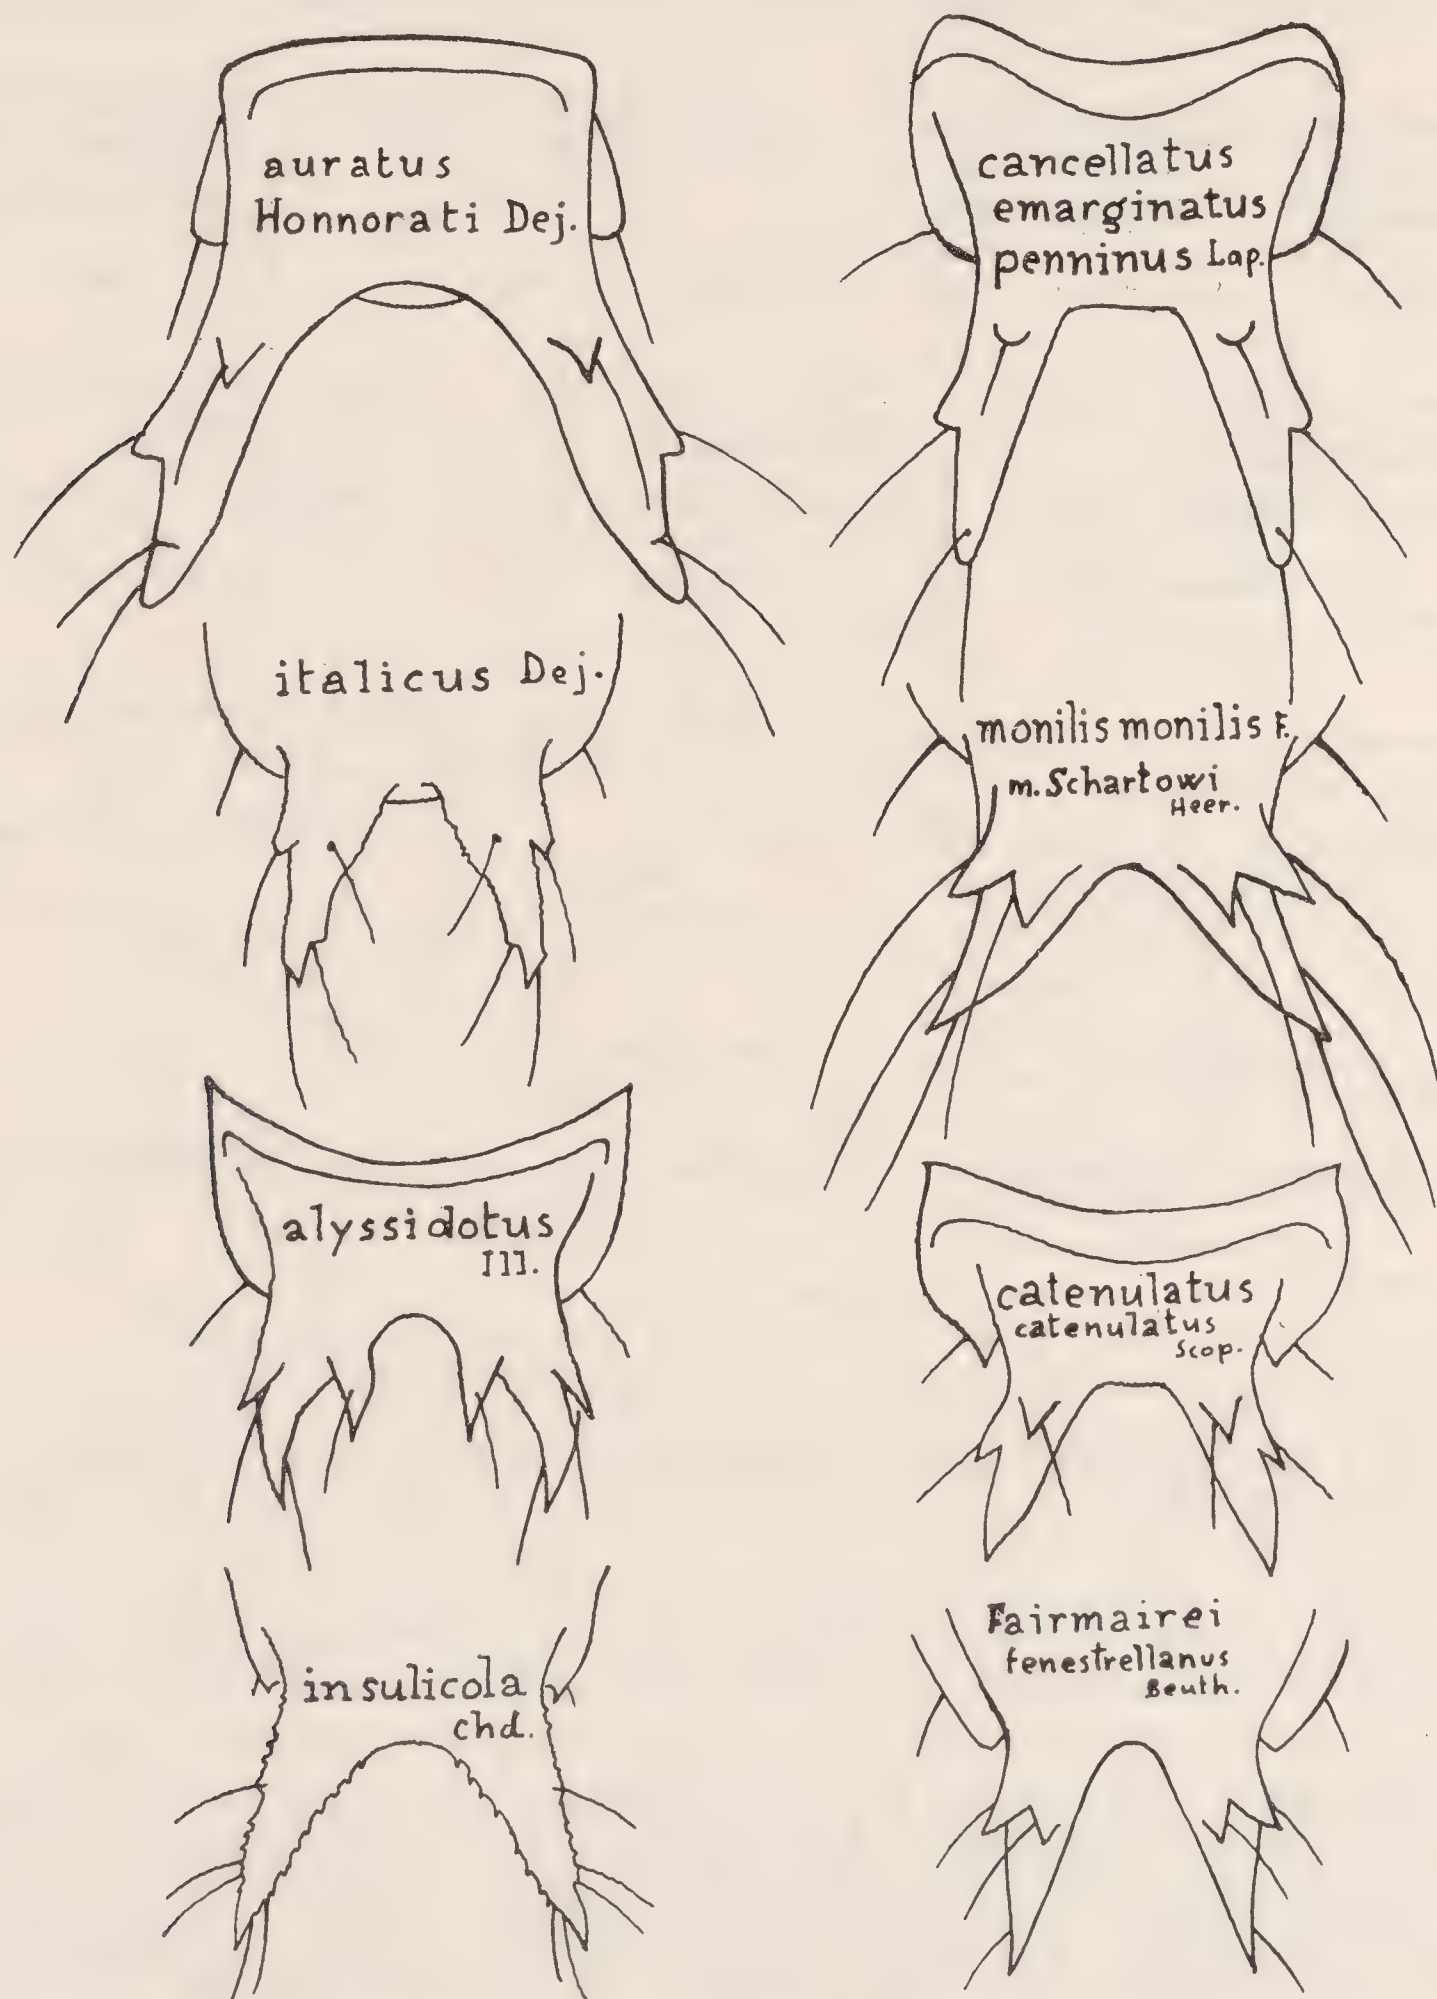 auratus
Honnorati Dej.
cancellatus
emarginatus
penninus Lap.
italicus Dej.
monilis monilis F.
m. Schartowi
Heer.
alyssidotus
Ill.
catenulatus
catenulatus
Scop.
insulicola
chd.
Fairmairei
fenestrellanus
Beuth.